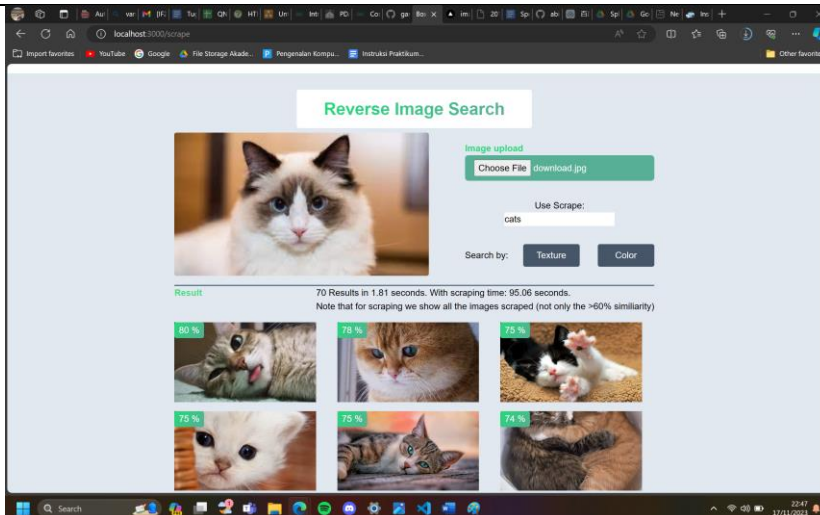 localhost:3000/scrape
Import favorites YouTube Google File Storage Akade... Pengenalan Kompu... Instruksi Praktikum... Other favorites
Reverse Image Search
Image upload
Choose File download.jpg
Use Scrape:
cats
Search by: Texture Color
Result
70 Results in 1.81 seconds. With scraping time: 95.06 seconds.
Note that for scraping we show all the images scraped (not only the >60% similiarity)
80 % 78 % 75 %
75 % 75 % 74 %
Search
22:47
17/11/2023